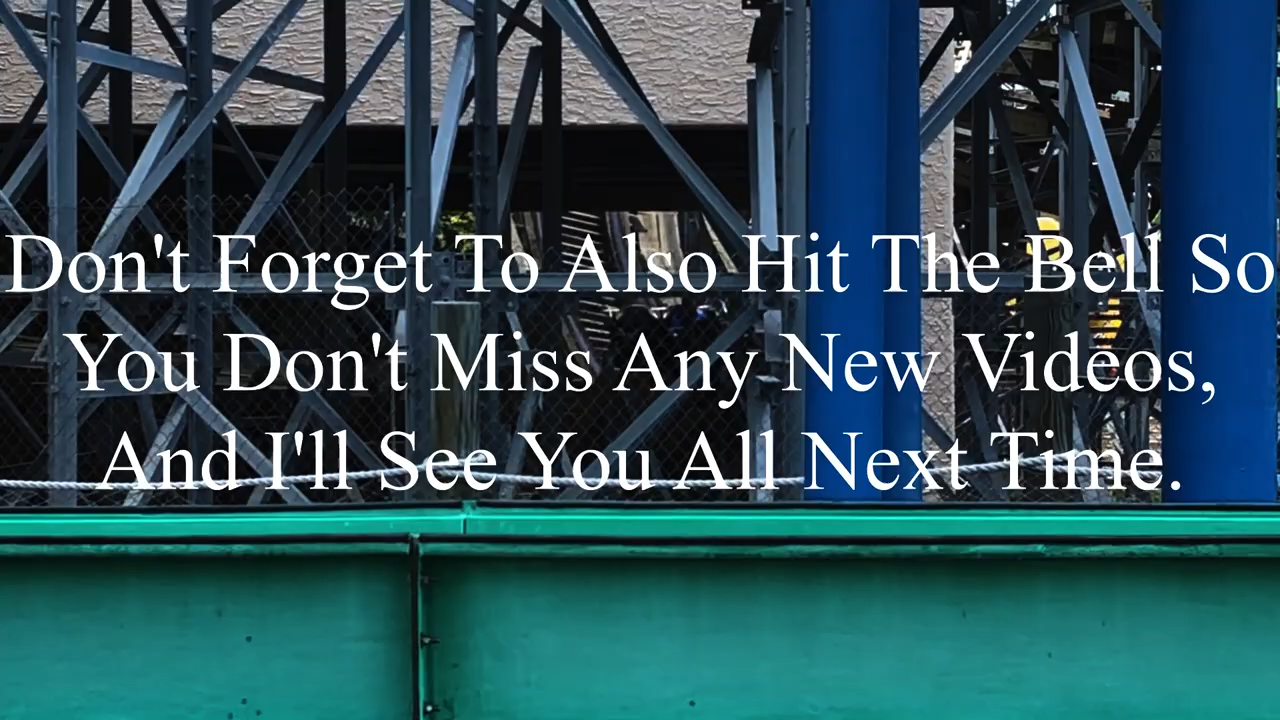 Don't Forget To Also Hit The Bell So
You Don't Miss Any New Videos,
And I'll See You All Next Time.